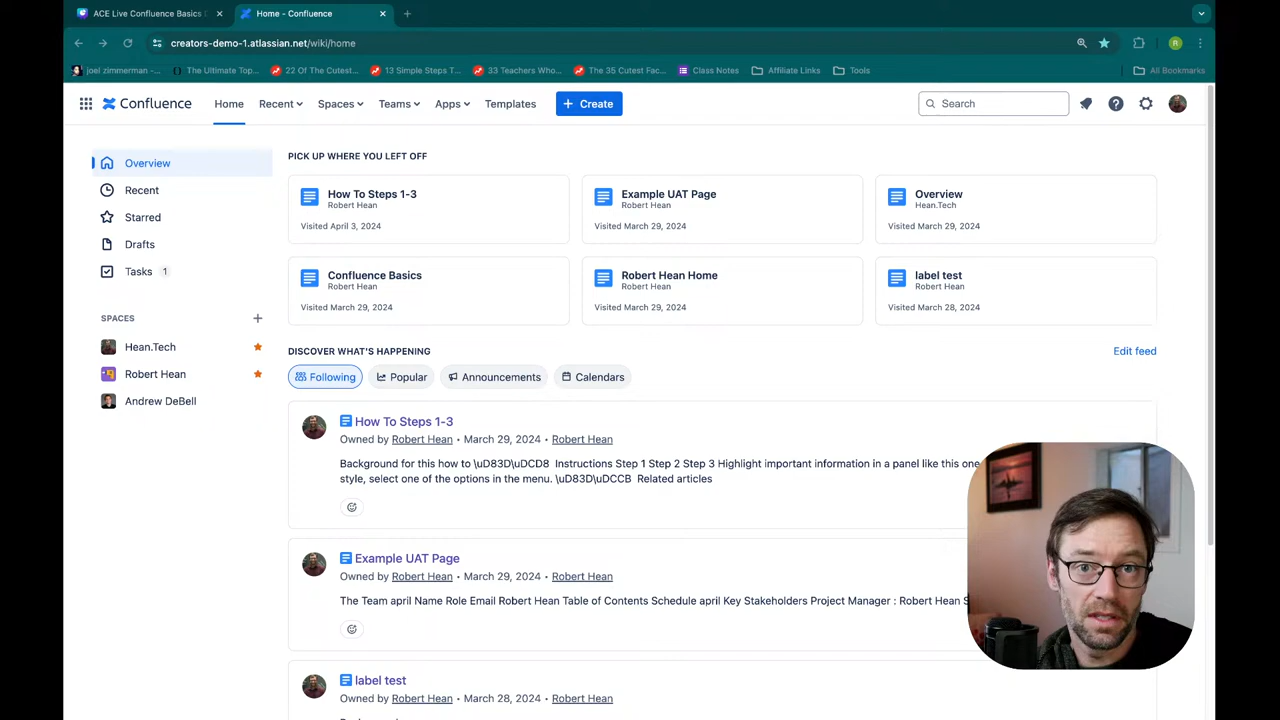 ACE Live Confluence Basics D
Home - Confluence
creators-demo-1.atlassian.net/wiki/home
R
joel zimmerman -...
The Ultimate Top...
22 Of The Cutest...
13 Simple Steps T...
33 Teachers Who...
The 35 Cutest Fac...
Class Notes
Affiliate Links
Tools
All Bookmarks
Confluence
Home
Recent
Spaces
Teams
Apps
Templates
+ Create
Search
Overview
Recent
Starred
Drafts
Tasks 1
SPACES
Hean.Tech
Robert Hean
Andrew DeBell
PICK UP WHERE YOU LEFT OFF
How To Steps 1-3
Robert Hean
Visited April 3, 2024
Example UAT Page
Robert Hean
Visited March 29, 2024
Overview
Hean.Tech
Visited March 29, 2024
Confluence Basics
Robert Hean
Visited March 29, 2024
Robert Hean Home
Robert Hean
Visited March 29, 2024
label test
Robert Hean
Visited March 28, 2024
DISCOVER WHAT'S HAPPENING
Edit feed
Following
Popular
Announcements
Calendars
How To Steps 1-3
Owned by Robert Hean • March 29, 2024 • Robert Hean
Background for this how to \uD83D\uDCD8 Instructions Step 1 Step 2 Step 3 Highlight important information in a panel like this one
style, select one of the options in the menu. \uD83D\uDCCB Related articles
Example UAT Page
Owned by Robert Hean • March 29, 2024 • Robert Hean
The Team april Name Role Email Robert Hean Table of Contents Schedule april Key Stakeholders Project Manager : Robert Hean S
label test
Owned by Robert Hean • March 28, 2024 • Robert Hean